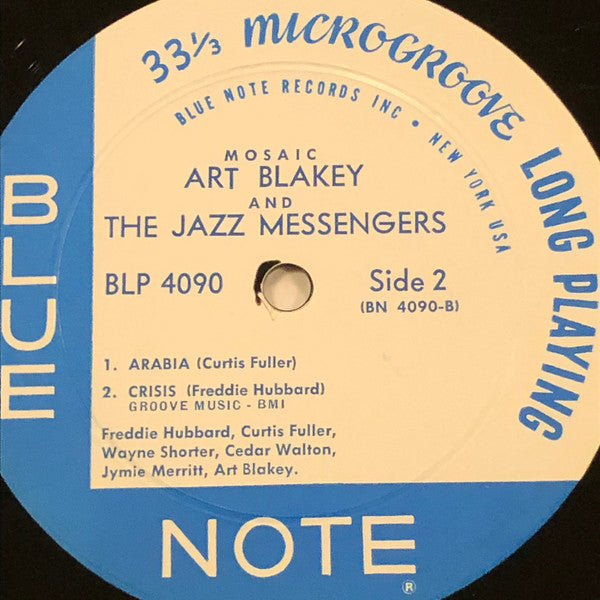 33⅓ MICROGROOVE LONG PLAYING
BLUE NOTE RECORDS INC • NEW YORK USA
MOSAIC
ART BLAKEY
AND
THE JAZZ MESSENGERS
BLP 4090 Side 2
(BN 4090-B)
1. ARABIA (Curtis Fuller)
2. CRISIS (Freddie Hubbard)
GROOVE MUSIC - BMI
Freddie Hubbard, Curtis Fuller,
Wayne Shorter, Cedar Walton,
Jymie Merritt, Art Blakey.
BLUE
NOTE ®